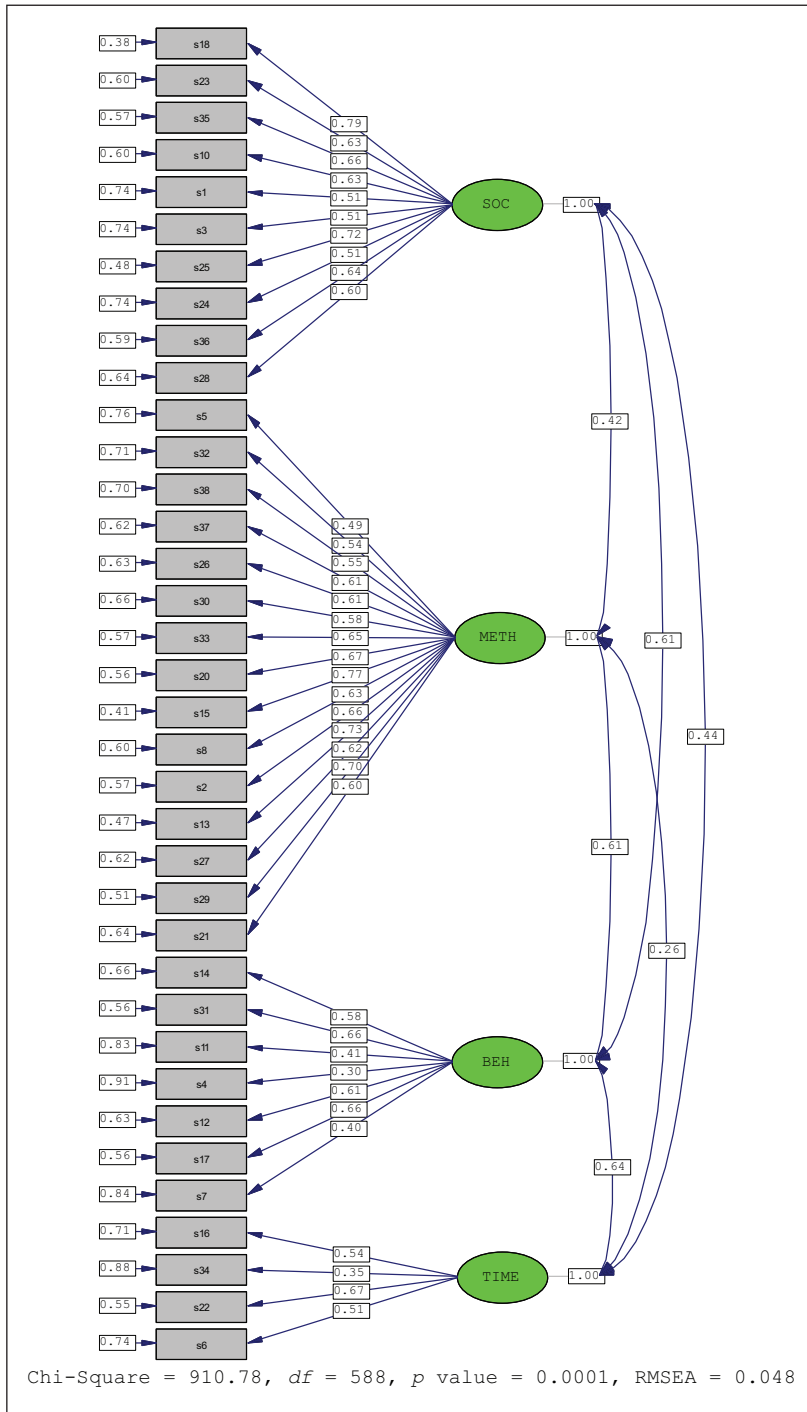 0.38 s18
0.60 s23
0.57 s35
0.60 s10
0.74 s1
0.74 s3
0.48 s25
0.74 s24
0.59 s36
0.64 s28
0.76 s5
0.71 s32
0.70 s38
0.62 s37
0.63 s26
0.66 s30
0.57 s33
0.56 s20
0.41 s15
0.60 s8
0.57 s2
0.47 s13
0.62 s27
0.51 s29
0.64 s21
0.66 s14
0.56 s31
0.83 s11
0.91 s4
0.63 s12
0.56 s17
0.84 s7
0.71 s16
0.88 s34
0.55 s22
0.74 s6
0.79
0.63
0.66
0.63
0.51
0.51
0.72
0.51
0.64
0.60
0.49
0.54
0.55
0.61
0.61
0.58
0.65
0.67
0.77
0.63
0.66
0.73
0.62
0.70
0.60
0.58
0.66
0.41
0.30
0.61
0.66
0.40
0.54
0.35
0.67
0.51
SOC 1.00
METH 1.00
BEH 1.00
TIME 1.00
0.42
0.61
0.44
0.61
0.26
0.64
Chi-Square = 910.78, df = 588, p value = 0.0001, RMSEA = 0.048